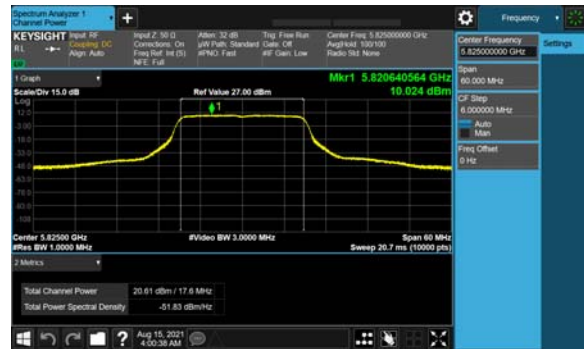 Spectrum Analyzer 1
Channel Power
Frequency
KEYSIGHT Input: RF
Input Z: 50 Ω
Atten: 32 dB
Trig: Free Run
Center Freq: 5.825000000 GHz
RL
Coupling: DC
Corrections: On
µW Path: Standard
Gate: Off
Avg|Hold: 100/100
Align: Auto
Freq Ref: Int (S)
#PNO: Fast
#IF Gain: Low
Radio Std: None
NFE: Full
Center Frequency
5.825000000 GHz
Settings
Span
60.000 MHz
CF Step
6.000000 MHz
Auto
Man
Freq Offset
0 Hz
1 Graph
Mkr1 5.820640564 GHz
Scale/Div 15.0 dB
Ref Value 27.00 dBm
10.024 dBm
Log
1
12.0
-3.00
-18.0
-33.0
-48.0
-63.0
-78.0
-93.0
-108
Center 5.82500 GHz
#Video BW 3.0000 MHz
Span 60 MHz
#Res BW 1.0000 MHz
Sweep 20.7 ms (10000 pts)
2 Metrics
Total Channel Power
20.61 dBm / 17.6 MHz
Total Power Spectral Density
-51.83 dBm/Hz
?
Aug 15, 2021
4:00:38 AM